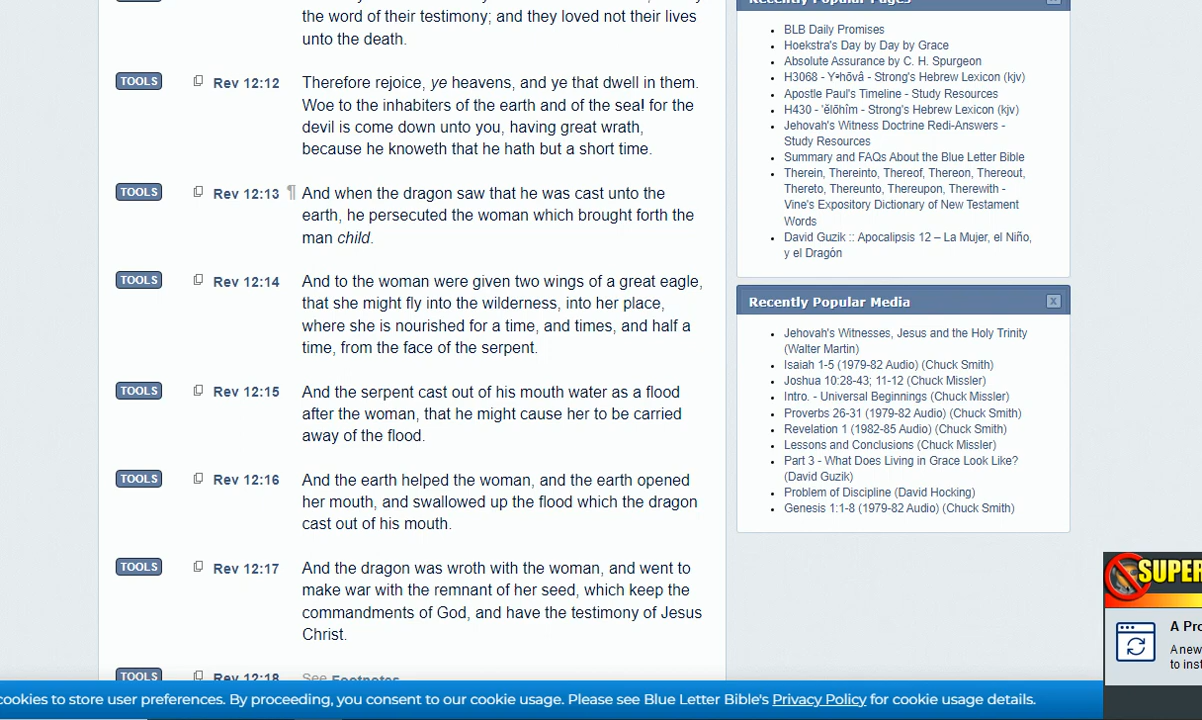 the word of their testimony; and they loved not their lives
unto the death.
TOOLS Rev 12:12 Therefore rejoice, ye heavens, and ye that dwell in them.
Woe to the inhabiters of the earth and of the sea! for the
devil is come down unto you, having great wrath,
because he knoweth that he hath but a short time.
TOOLS Rev 12:13 ¶ And when the dragon saw that he was cast unto the
earth, he persecuted the woman which brought forth the
man child.
TOOLS Rev 12:14 And to the woman were given two wings of a great eagle,
that she might fly into the wilderness, into her place,
where she is nourished for a time, and times, and half a
time, from the face of the serpent.
TOOLS Rev 12:15 And the serpent cast out of his mouth water as a flood
after the woman, that he might cause her to be carried
away of the flood.
TOOLS Rev 12:16 And the earth helped the woman, and the earth opened
her mouth, and swallowed up the flood which the dragon
cast out of his mouth.
TOOLS Rev 12:17 And the dragon was wroth with the woman, and went to
make war with the remnant of her seed, which keep the
commandments of God, and have the testimony of Jesus
Christ.
TOOLS Rev 12:18 See Footnotes
Recently Popular Pages
BLB Daily Promises
Hoekstra's Day by Day by Grace
Absolute Assurance by C. H. Spurgeon
H3068 - Yᵊhōvâ - Strong's Hebrew Lexicon (kjv)
Apostle Paul's Timeline - Study Resources
H430 - 'ĕlōhîm - Strong's Hebrew Lexicon (kjv)
Jehovah's Witness Doctrine Redi-Answers -
Study Resources
Summary and FAQs About the Blue Letter Bible
Therein, Thereinto, Thereof, Thereon, Thereout,
Thereto, Thereunto, Thereupon, Therewith -
Vine's Expository Dictionary of New Testament
Words
David Guzik :: Apocalipsis 12 – La Mujer, el Niño,
y el Dragón
Recently Popular Media x
Jehovah's Witnesses, Jesus and the Holy Trinity
(Walter Martin)
Isaiah 1-5 (1979-82 Audio) (Chuck Smith)
Joshua 10:28-43; 11-12 (Chuck Missler)
Intro. - Universal Beginnings (Chuck Missler)
Proverbs 26-31 (1979-82 Audio) (Chuck Smith)
Revelation 1 (1982-85 Audio) (Chuck Smith)
Lessons and Conclusions (Chuck Missler)
Part 3 - What Does Living in Grace Look Like?
(David Guzik)
Problem of Discipline (David Hocking)
Genesis 1:1-8 (1979-82 Audio) (Chuck Smith)
SUPER
A Pro
A new
to inst
cookies to store user preferences. By proceeding, you consent to our cookie usage. Please see Blue Letter Bible's Privacy Policy for cookie usage details.